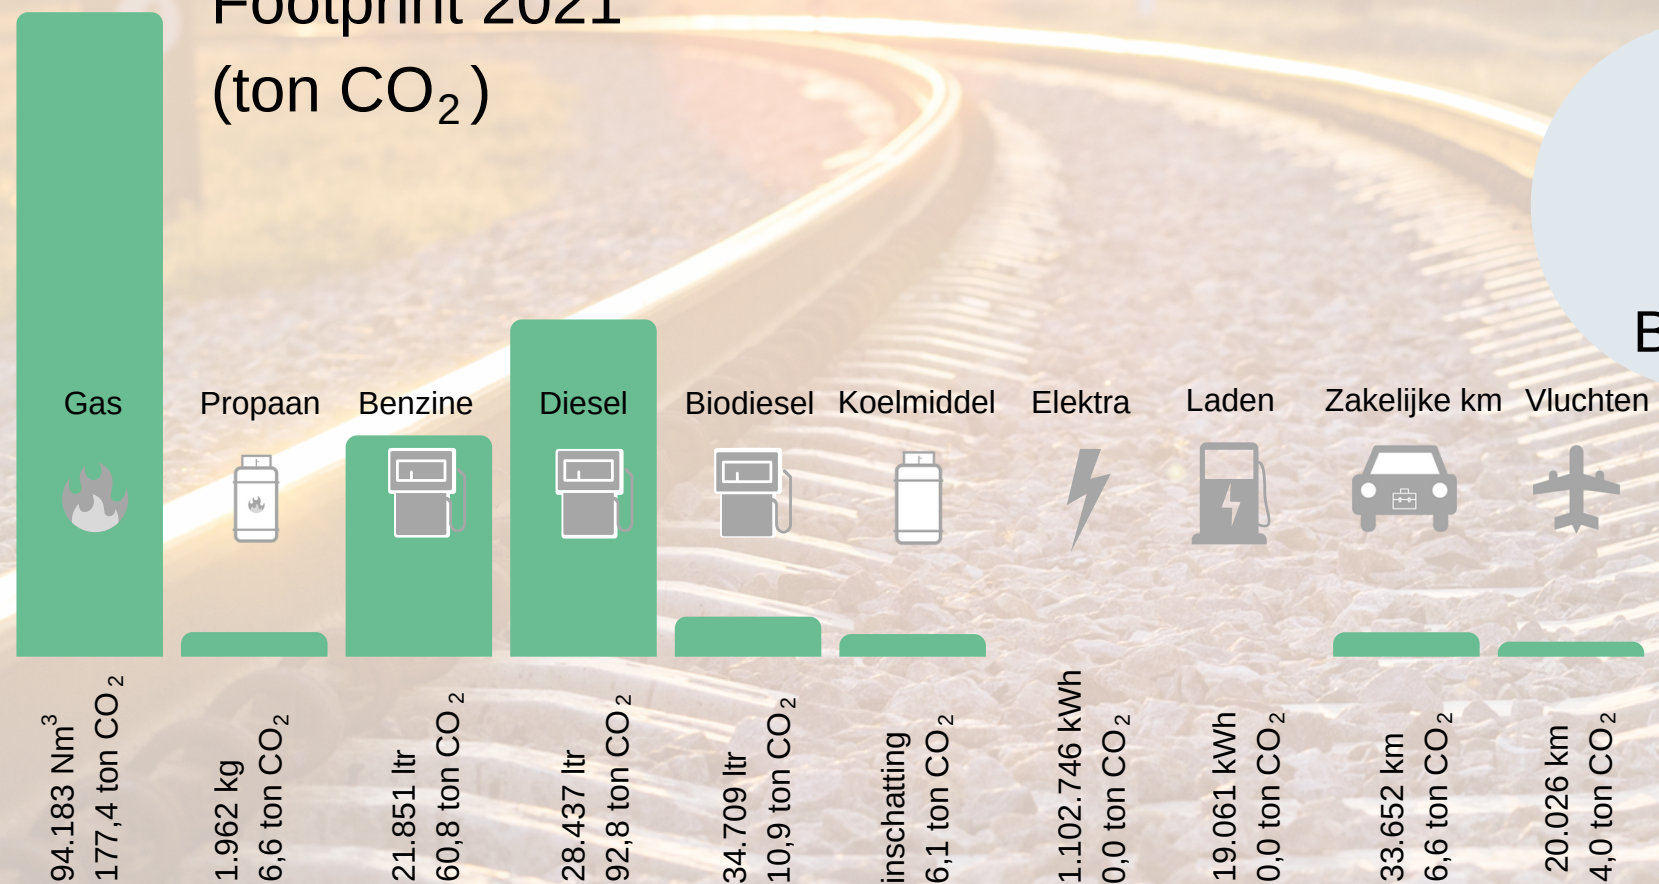 Footprint 2021
(ton CO₂)
B
Gas
Propaan
Benzine
Diesel
Biodiesel
Koelmiddel
Elektra
Laden
Zakelijke km
Vluchten
94.183 Nm³
177,4 ton CO₂
1.962 kg
6,6 ton CO₂
21.851 ltr
60,8 ton CO₂
28.437 ltr
92,8 ton CO₂
34.709 ltr
10,9 ton CO₂
inschatting
6,1 ton CO₂
1.102.746 kWh
0,0 ton CO₂
19.061 kWh
0,0 ton CO₂
33.652 km
6,6 ton CO₂
20.026 km
4,0 ton CO₂